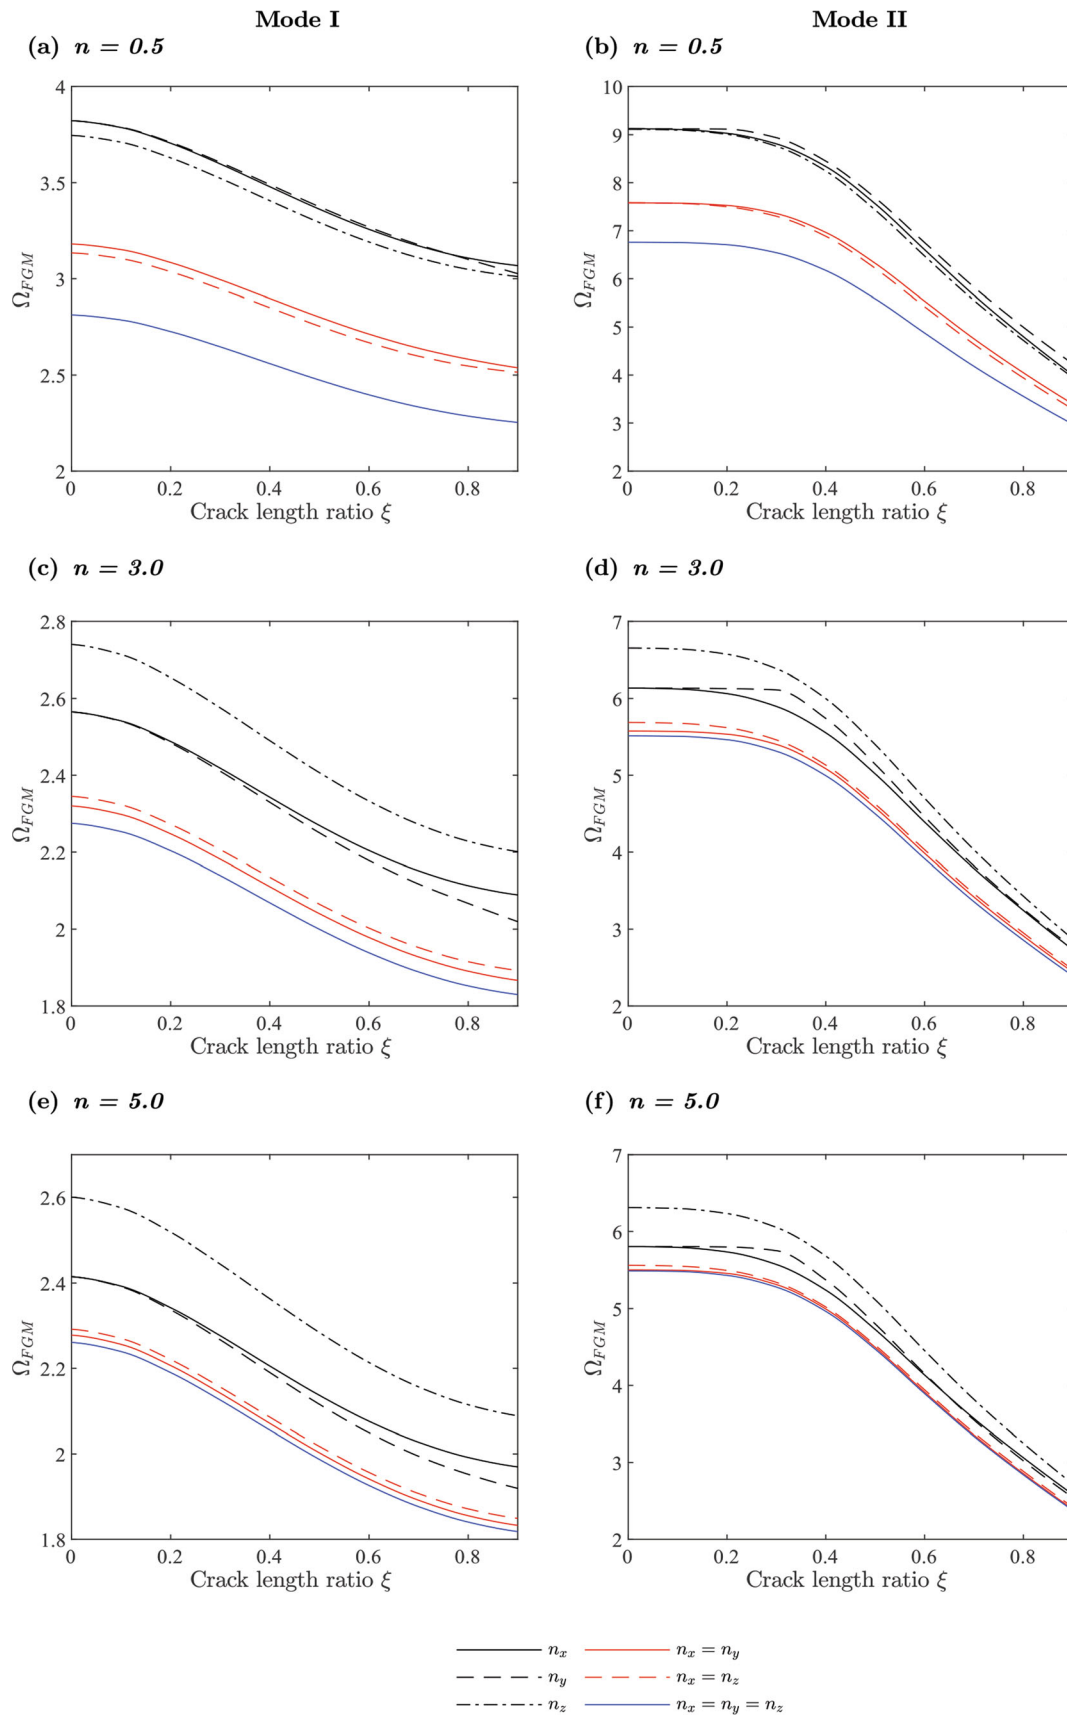 Mode I
Mode II
(a) n = 0.5
(b) n = 0.5
4
3.5
3
2.5
2
Ω_FGM
0 0.2 0.4 0.6 0.8
Crack length ratio ξ
10
9
8
7
6
5
4
3
2
Ω_FGM
0 0.2 0.4 0.6 0.8
Crack length ratio ξ
(c) n = 3.0
(d) n = 3.0
2.8
2.6
2.4
2.2
2
1.8
Ω_FGM
0 0.2 0.4 0.6 0.8
Crack length ratio ξ
7
6
5
4
3
2
Ω_FGM
0 0.2 0.4 0.6 0.8
Crack length ratio ξ
(e) n = 5.0
(f) n = 5.0
2.6
2.4
2.2
2
1.8
Ω_FGM
0 0.2 0.4 0.6 0.8
Crack length ratio ξ
7
6
5
4
3
2
Ω_FGM
0 0.2 0.4 0.6 0.8
Crack length ratio ξ
n_x
n_y
n_z
n_x = n_y
n_x = n_z
n_x = n_y = n_z